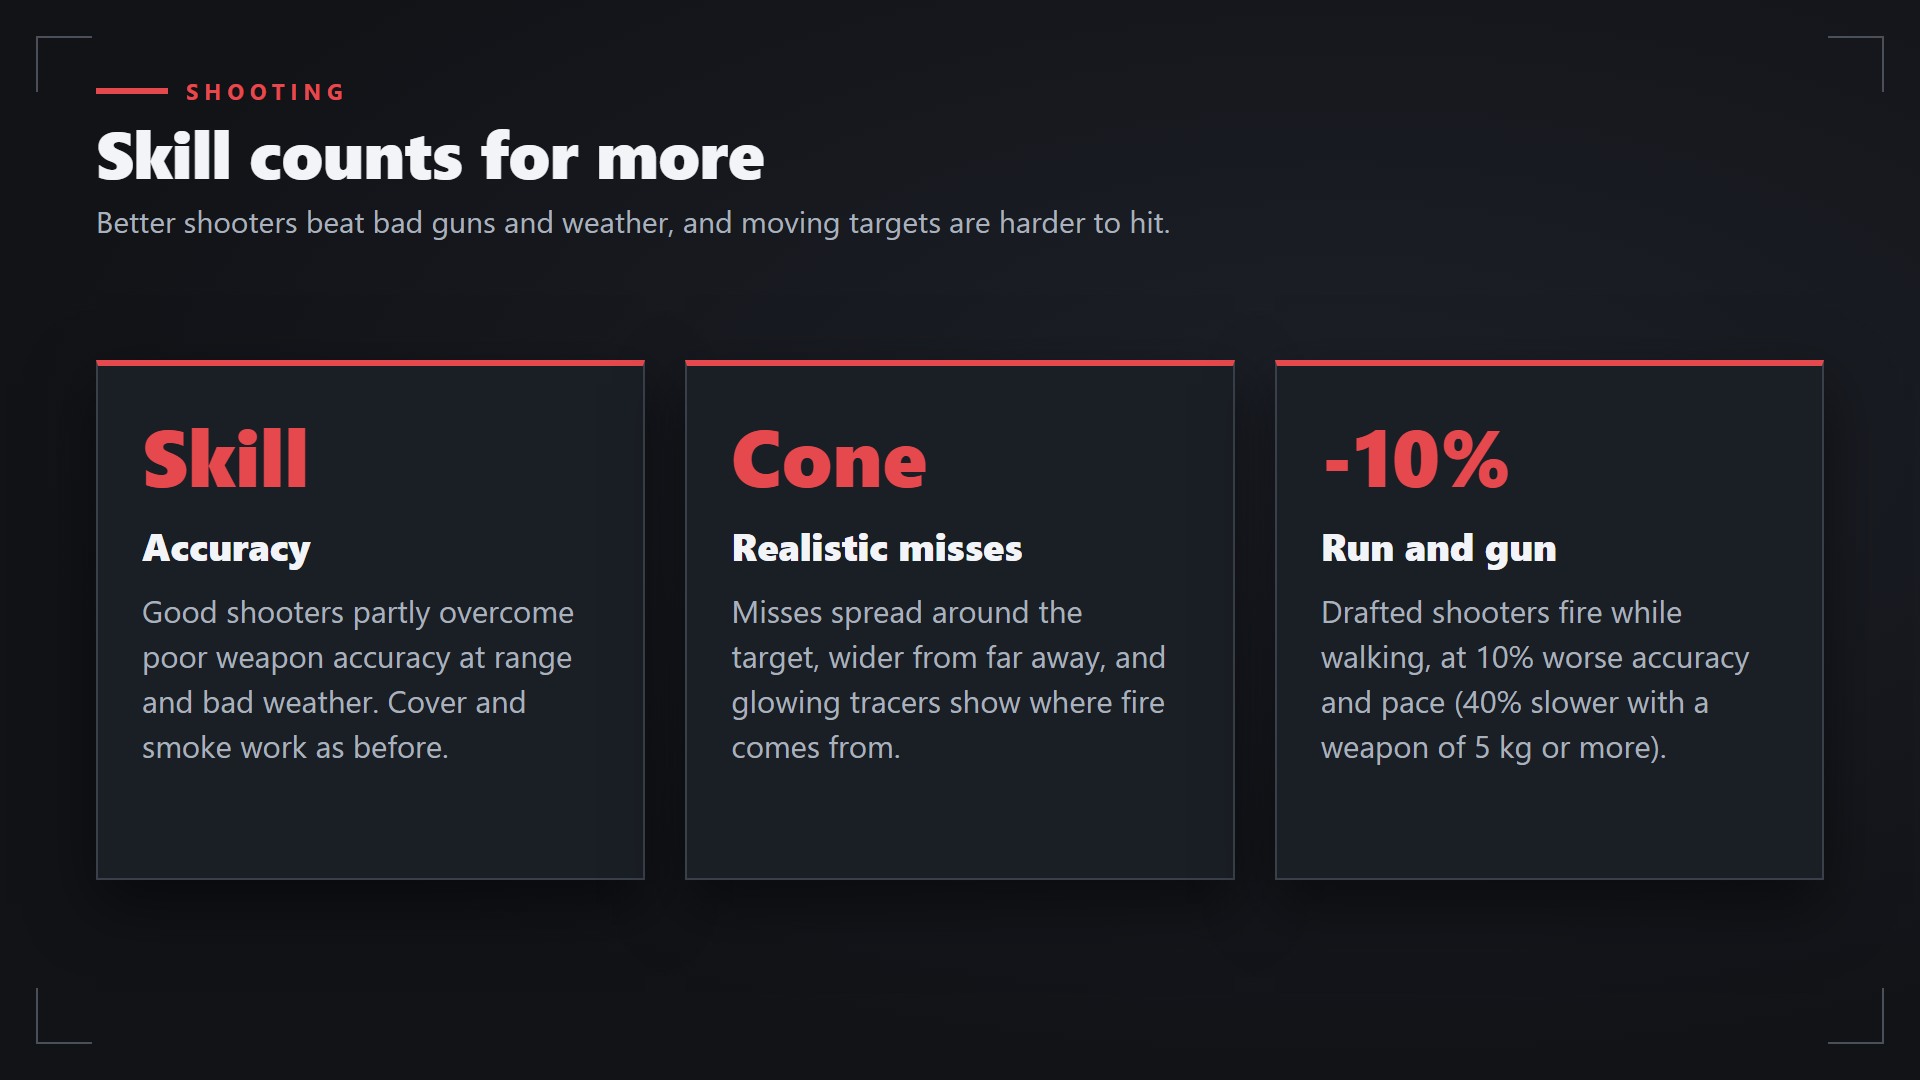 SHOOTING
Skill counts for more
Better shooters beat bad guns and weather, and moving targets are harder to hit.
Skill
Accuracy
Good shooters partly overcome
poor weapon accuracy at range
and bad weather. Cover and
smoke work as before.
Cone
Realistic misses
Misses spread around the
target, wider from far away, and
glowing tracers show where fire
comes from.
-10%
Run and gun
Drafted shooters fire while
walking, at 10% worse accuracy
and pace (40% slower with a
weapon of 5 kg or more).